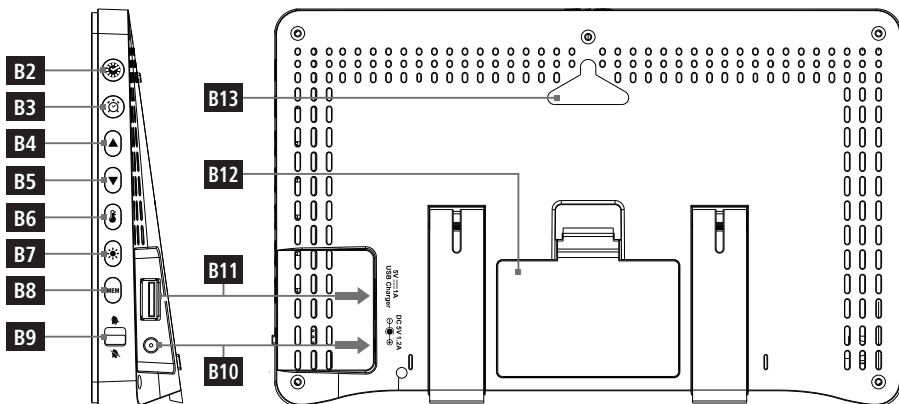 B2
B3
B4
B5
B6
B7
B8
B9
MEM
B13
B12
B11
B10
5V⎓1A
USB Charger
DC 5V 1.2A